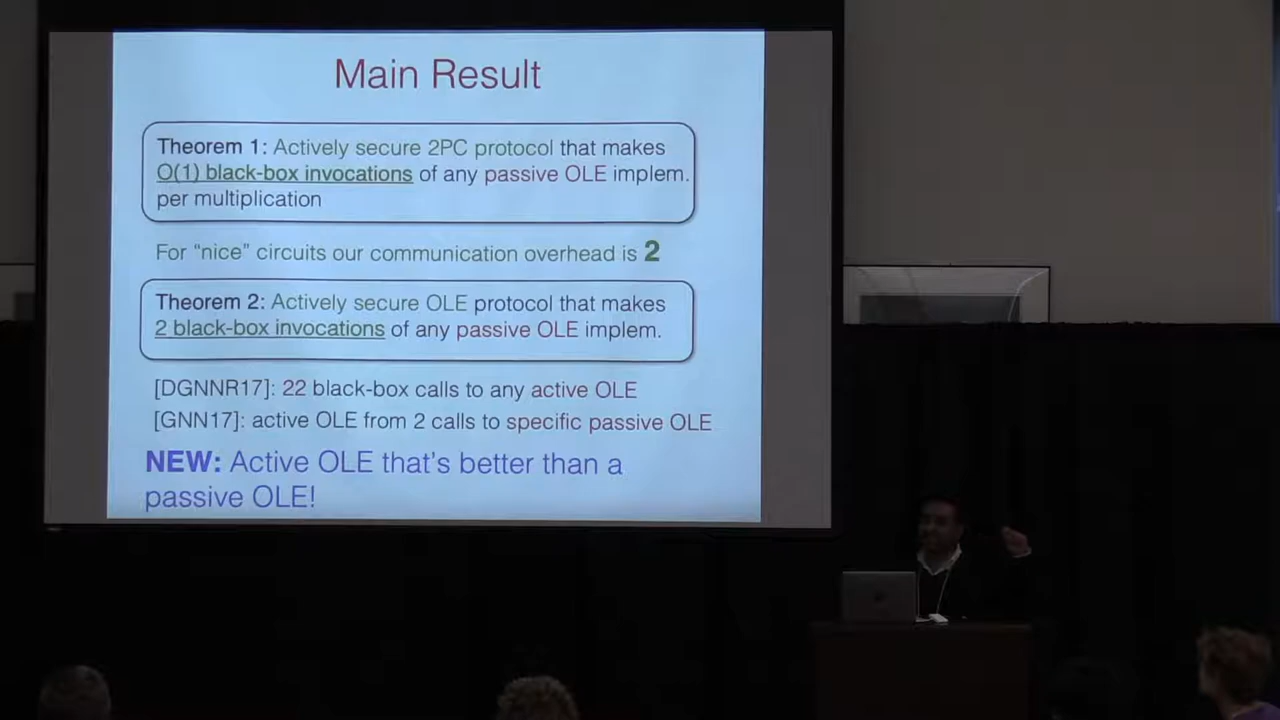 Main Result
Theorem 1: Actively secure 2PC protocol that makes
O(1) black-box invocations of any passive OLE implem.
per multiplication
For “nice” circuits our communication overhead is 2
Theorem 2: Actively secure OLE protocol that makes
2 black-box invocations of any passive OLE implem.
[DGNNR17]: 22 black-box calls to any active OLE
[GNN17]: active OLE from 2 calls to specific passive OLE
NEW: Active OLE that's better than a
passive OLE!